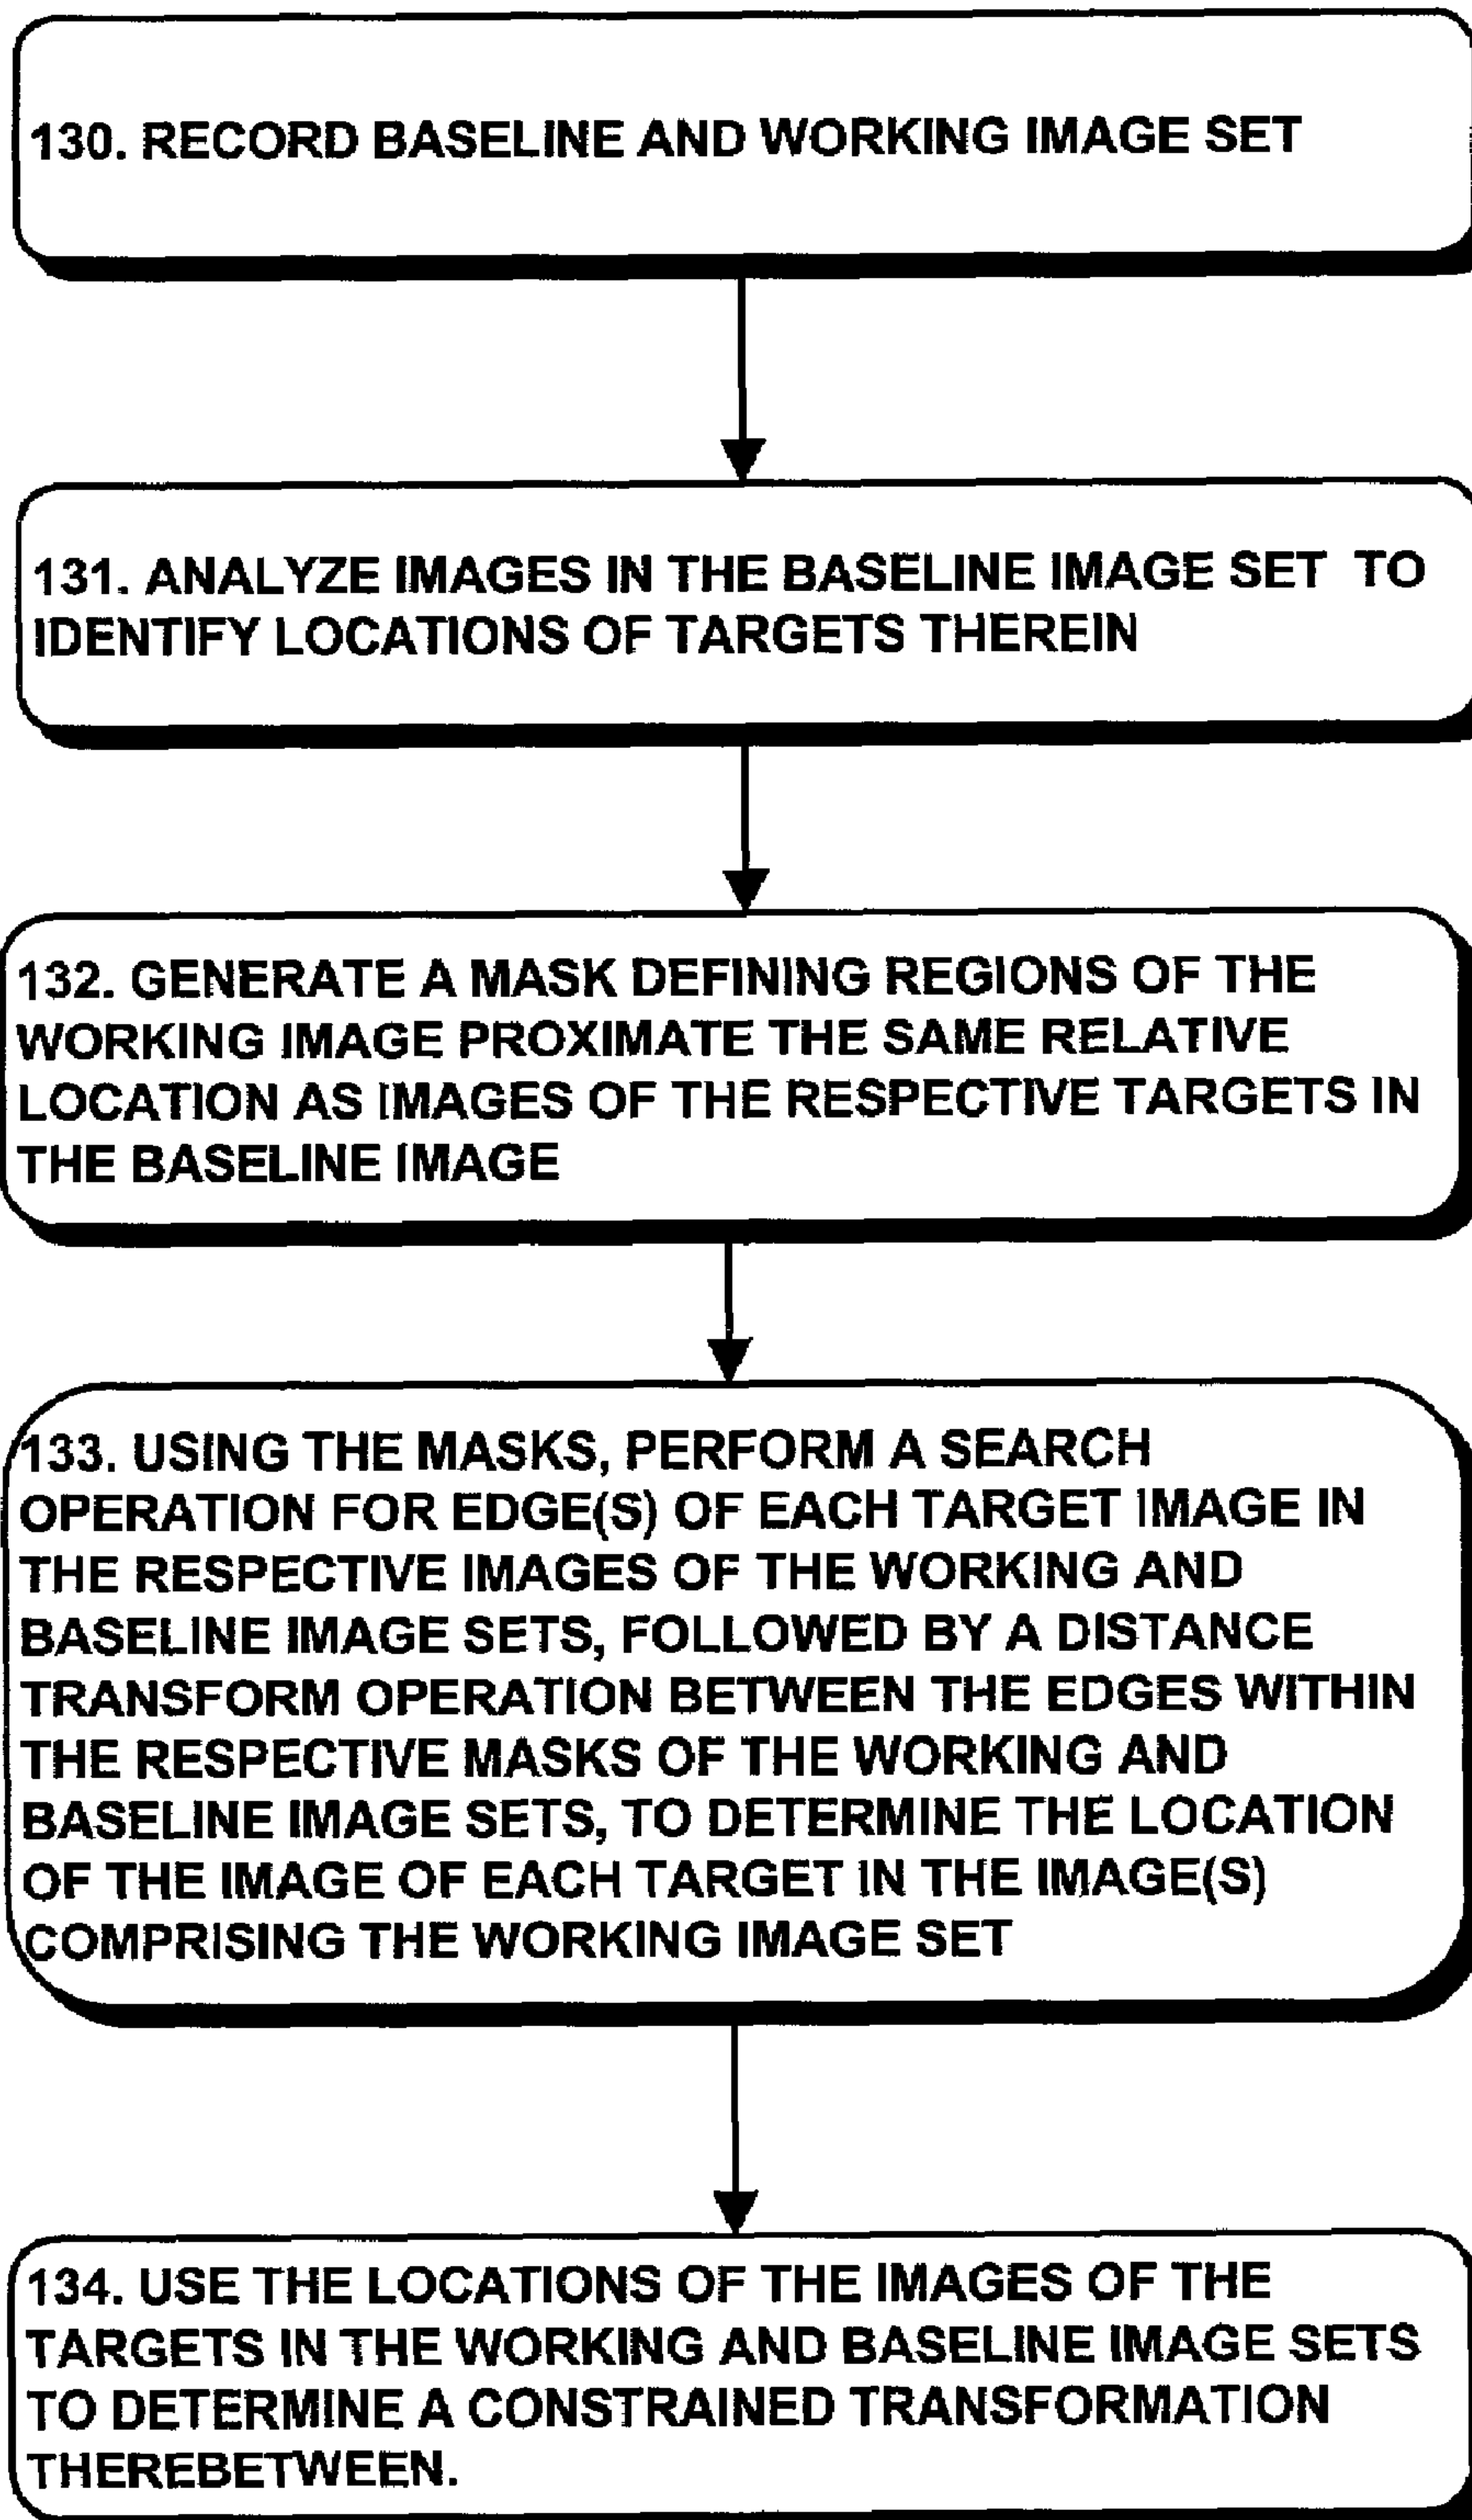 130. RECORD BASELINE AND WORKING IMAGE SET
131. ANALYZE IMAGES IN THE BASELINE IMAGE SET TO
IDENTIFY LOCATIONS OF TARGETS THEREIN
132. GENERATE A MASK DEFINING REGIONS OF THE
WORKING IMAGE PROXIMATE THE SAME RELATIVE
LOCATION AS IMAGES OF THE RESPECTIVE TARGETS IN
THE BASELINE IMAGE
133. USING THE MASKS, PERFORM A SEARCH
OPERATION FOR EDGE(S) OF EACH TARGET IMAGE IN
THE RESPECTIVE IMAGES OF THE WORKING AND
BASELINE IMAGE SETS, FOLLOWED BY A DISTANCE
TRANSFORM OPERATION BETWEEN THE EDGES WITHIN
THE RESPECTIVE MASKS OF THE WORKING AND
BASELINE IMAGE SETS, TO DETERMINE THE LOCATION
OF THE IMAGE OF EACH TARGET IN THE IMAGE(S)
COMPRISING THE WORKING IMAGE SET
134. USE THE LOCATIONS OF THE IMAGES OF THE
TARGETS IN THE WORKING AND BASELINE IMAGE SETS
TO DETERMINE A CONSTRAINED TRANSFORMATION
THEREBETWEEN.